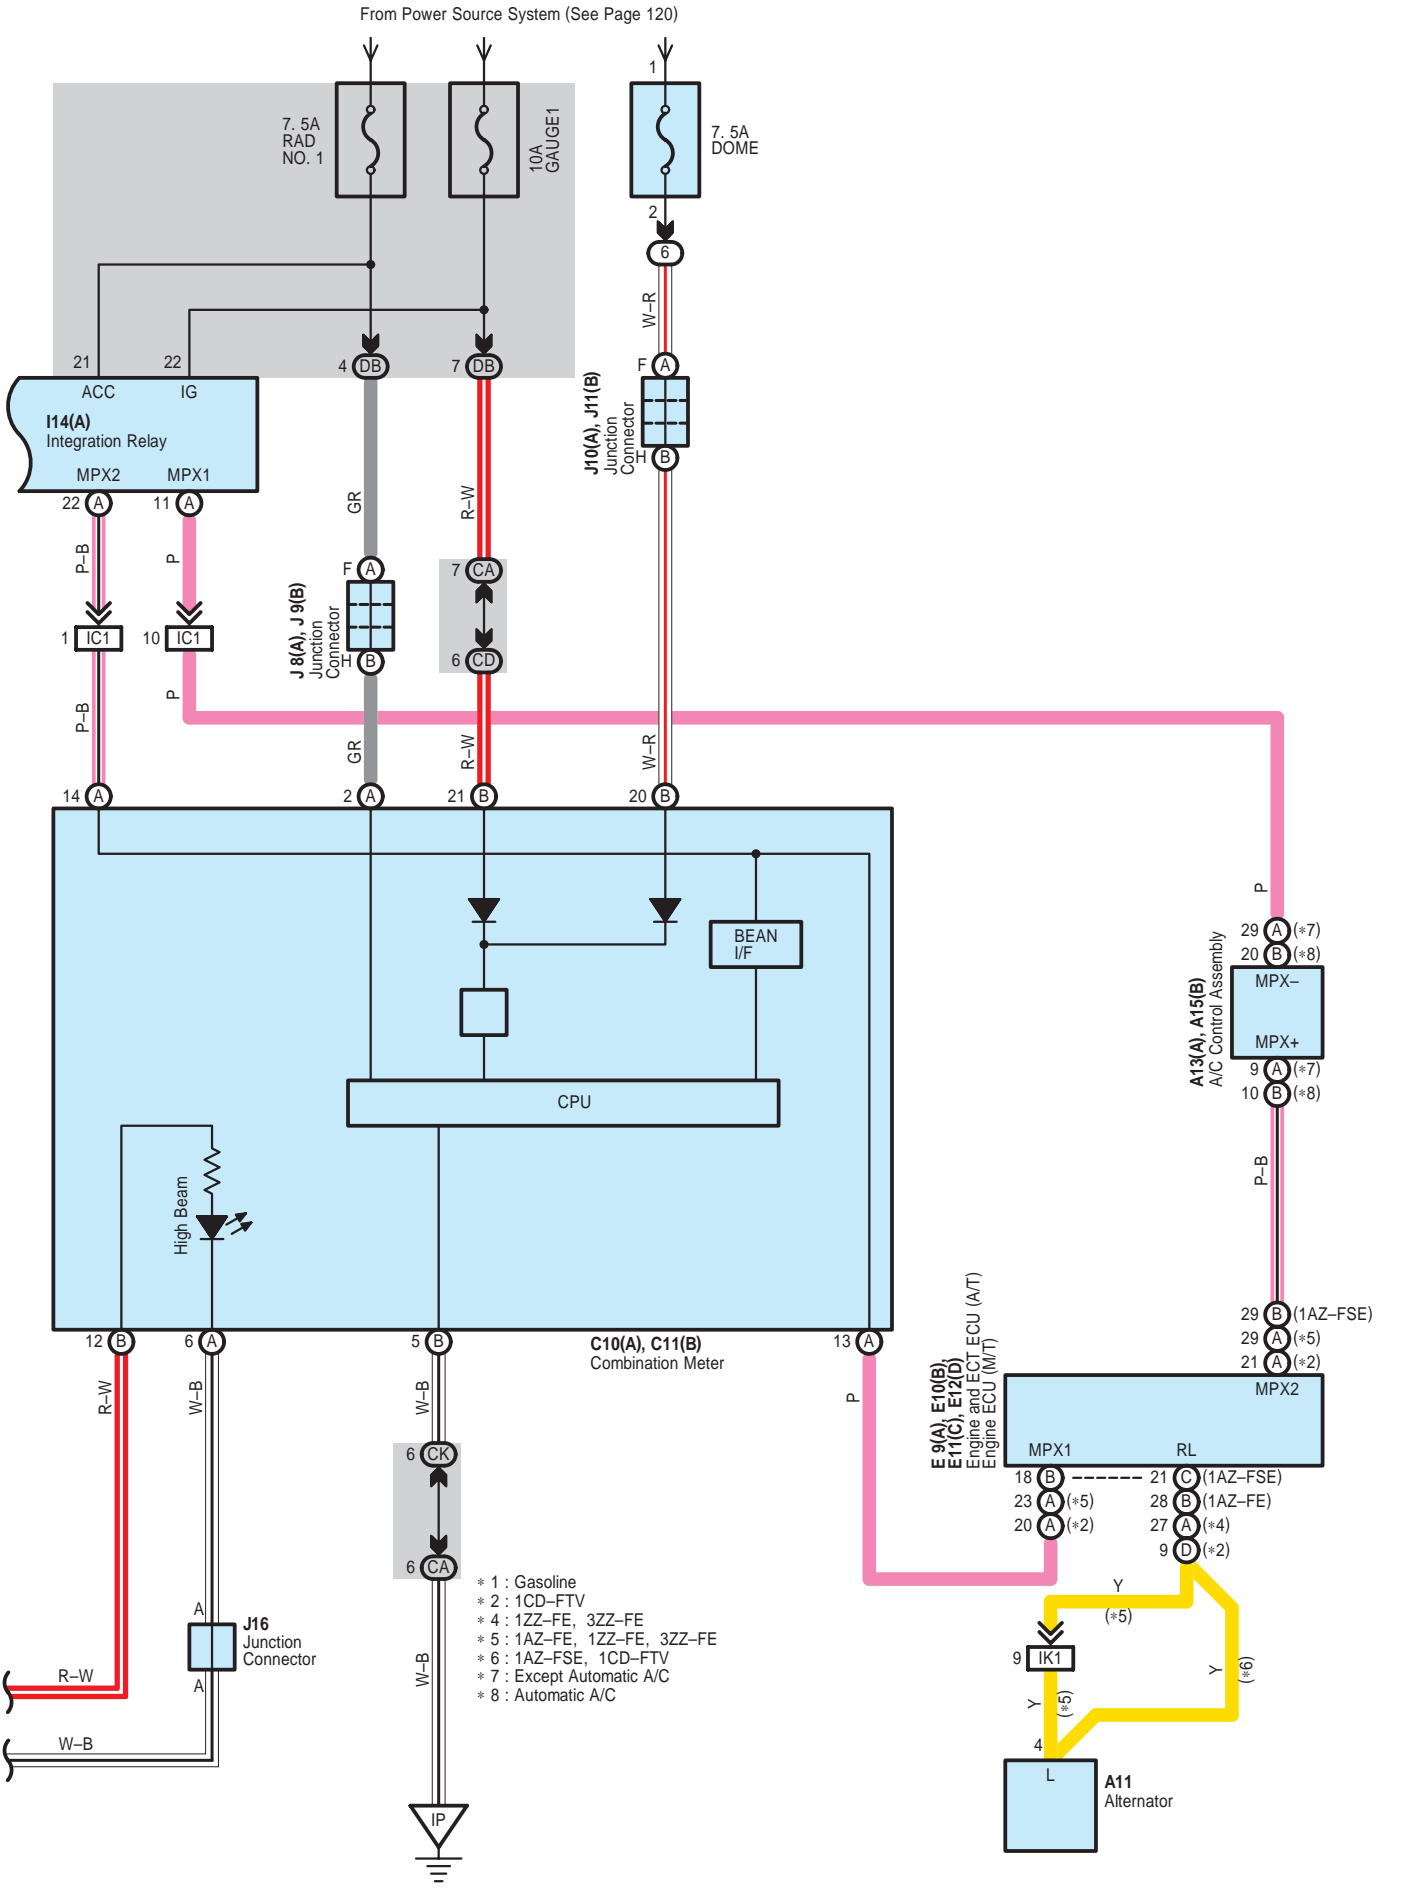 From Power Source System (See Page 120)
1
7. 5A
RAD
NO. 1
10A
GAUGE1
7. 5A
DOME
2
6
W–R
21
22
4 DB
7 DB
F A
ACC
IG
I14(A)
Integration Relay
MPX2
MPX1
J10(A), J11(B)
Junction
Connector
H B
22 A
11 A
GR
R–W
P–B
P
F A
7 CA
1 IC1
10 IC1
J 8(A), J 9(B)
Junction
Connector
H B
6 CD
P–B
P
GR
R–W
W–R
14 A
2 A
21 B
20 B
P
BEAN
I/F
29 A (*7)
20 B (*8)
MPX–
MPX+
A13(A), A15(B)
A/C Control Assembly
9 A (*7)
10 B (*8)
CPU
P–B
High Beam
12 B
6 A
5 B
C10(A), C11(B)
Combination Meter
13 A
29 B (1AZ–FSE)
29 A (*5)
21 A (*2)
MPX2
E 9(A), E10(B),
E11(C), E12(D)
Engine and ECT ECU (A/T)
Engine ECU (M/T)
MPX1
RL
R–W
W–B
W–B
P
6 CK
18 B
21 C (1AZ–FSE)
23 A (*5)
28 B (1AZ–FE)
20 A (*2)
27 A (*4)
9 D (*2)
6 CA
* 1 : Gasoline
* 2 : 1CD–FTV
* 4 : 1ZZ–FE, 3ZZ–FE
* 5 : 1AZ–FE, 1ZZ–FE, 3ZZ–FE
* 6 : 1AZ–FSE, 1CD–FTV
* 7 : Except Automatic A/C
* 8 : Automatic A/C
Y
(*5)
A
J16
Junction
Connector
A
9 IK1
W–B
R–W
Y
(*5)
Y
(*6)
W–B
4
L
A11
Alternator
IP